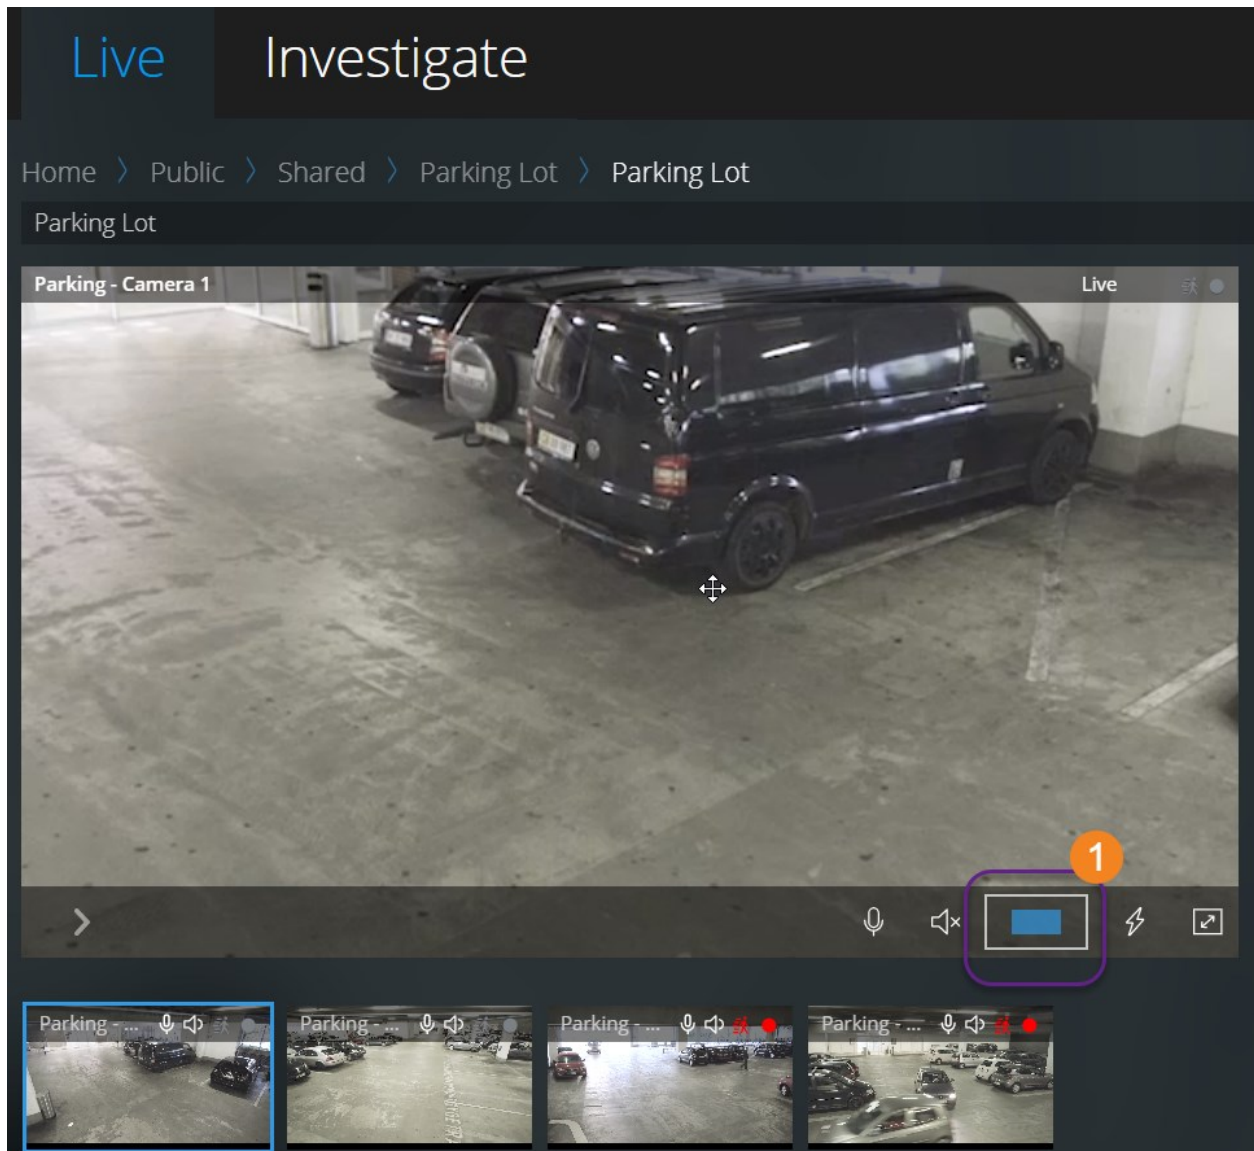 Live Investigate
Home > Public > Shared > Parking Lot > Parking Lot
Parking Lot
Parking - Camera 1 Live
1
Parking - ... Parking - ... Parking - ... Parking - ...